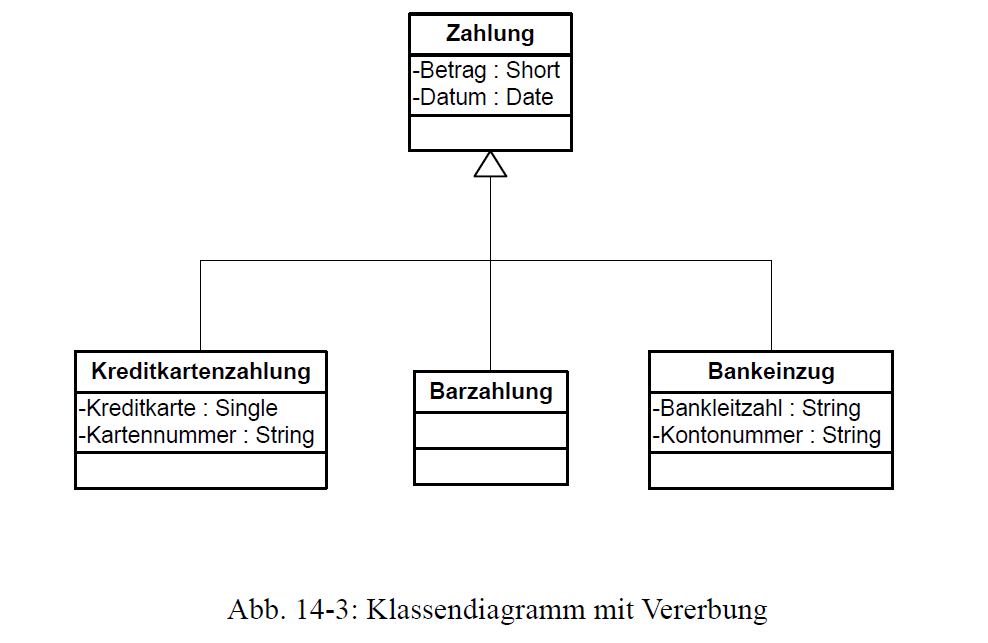 Zahlung
-Betrag : Short
-Datum : Date
Kreditkartenzahlung
-Kreditkarte : Single
-Kartennummer : String
Barzahlung
Bankeinzug
-Bankleitzahl : String
-Kontonummer : String
Abb. 14-3: Klassendiagramm mit Vererbung